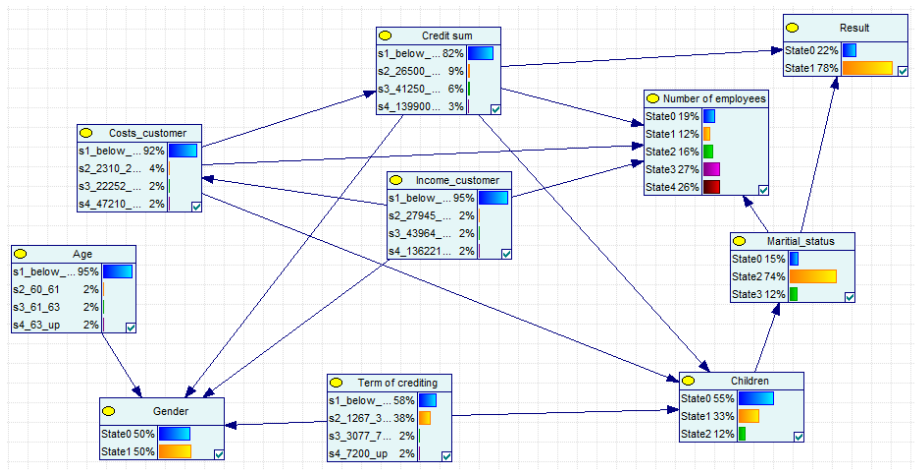 Credit sum
s1_below_... 82%
s2_26500_... 9%
s3_41250_... 6%
s4_139900... 3%
Result
State0 22%
State1 78%
Number of employees
State0 19%
State1 12%
State2 16%
State3 27%
State4 26%
Costs_customer
s1_below_... 92%
s2_2310_2... 4%
s3_22252_... 2%
s4_47210_... 2%
Income_customer
s1_below_... 95%
s2_27945_... 2%
s3_43964_... 2%
s4_136221... 2%
Maritial_status
State0 15%
State2 74%
State3 12%
Age
s1_below_... 95%
s2_60_61 2%
s3_61_63 2%
s4_63_up 2%
Term of crediting
s1_below_... 58%
s2_1267_3... 38%
s3_3077_7... 2%
s4_7200_up 2%
Children
State0 55%
State1 33%
State2 12%
Gender
State0 50%
State1 50%